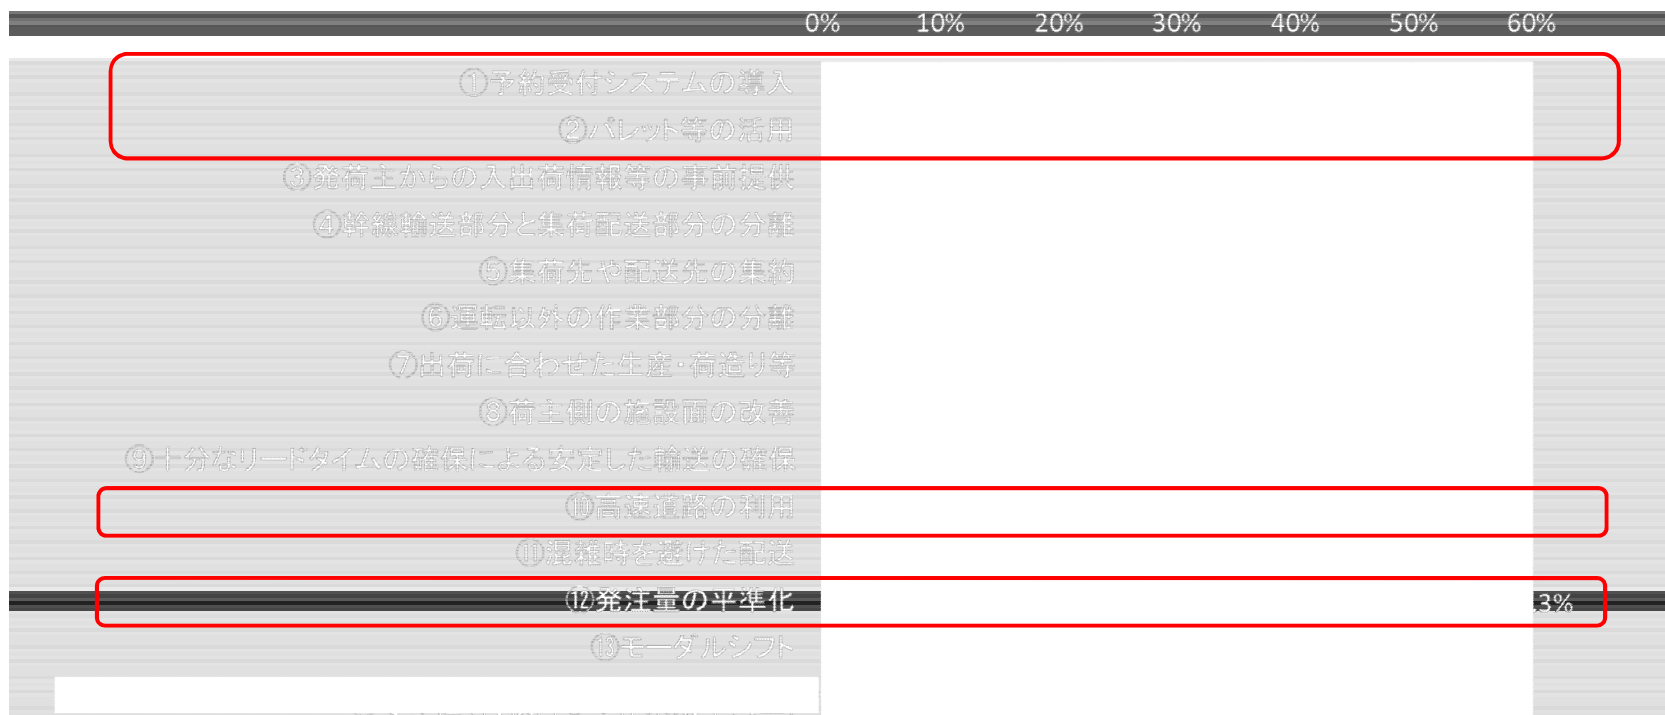 0% 10% 20% 30% 40% 50% 60%
①予約受付システムの導入
②パレット等の活用
③発荷主からの入出荷情報等の事前提供
④幹線輸送部分と集荷配送部分の分離
⑤集荷先や配送先の集約
⑥運転以外の作業部分の分離
⑦出荷に合わせた生産・荷造り等
⑧荷主側の施設面の改善
⑨十分なリードタイムの確保による安定した輸送の確保
⑩高速道路の利用
⑪混雑時を避けた配送
⑫発注量の平準化 .3%
⑬モーダルシフト